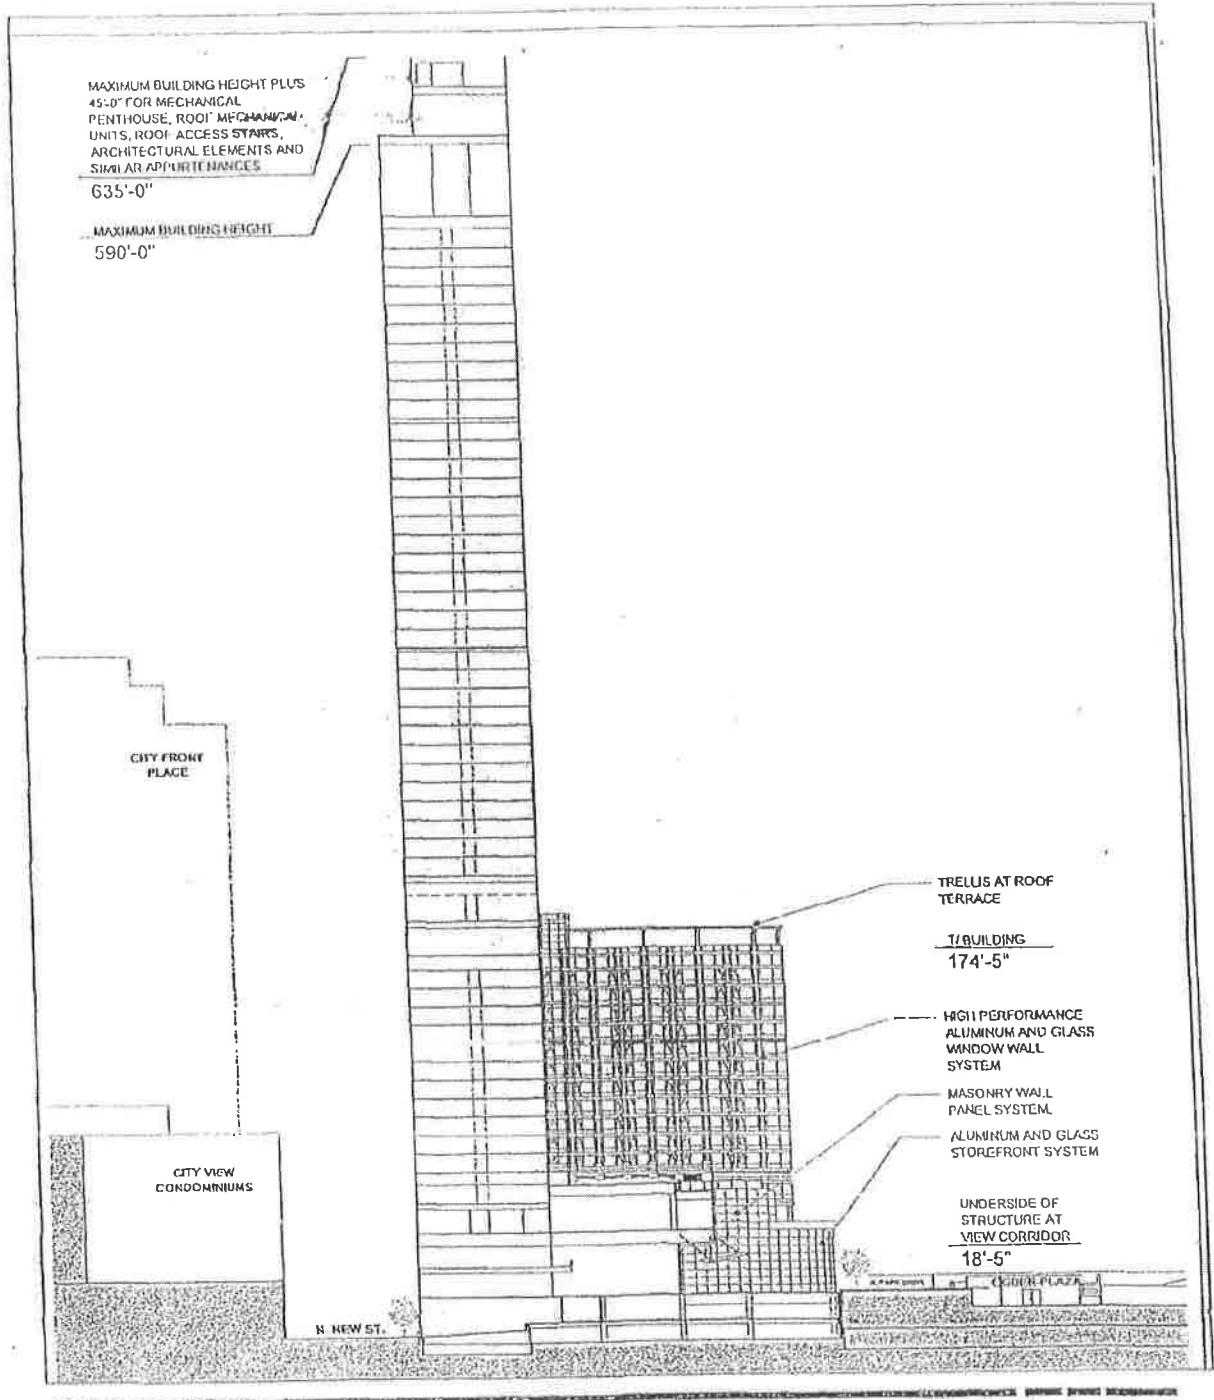 MAXIMUM BUILDING HEIGHT PLUS
45'-0" FOR MECHANICAL
PENTHOUSE, ROOF MECHANICAL
UNITS, ROOF ACCESS STAIRS,
ARCHITECTURAL ELEMENTS AND
SIMILAR APPURTENANCES
635'-0"
MAXIMUM BUILDING HEIGHT
590'-0"
CITY FRONT
PLACE
TRELLIS AT ROOF
TERRACE
T/ BUILDING
174'-5"
HIGH PERFORMANCE
ALUMINUM AND GLASS
WINDOW WALL
SYSTEM
MASONRY WALL
PANEL SYSTEM.
ALUMINUM AND GLASS
STOREFRONT SYSTEM
CITY VIEW
CONDOMINIUMS
UNDERSIDE OF
STRUCTURE AT
VIEW CORRIDOR
18'-5"
OGDEN PLAZA
N. NEW ST.